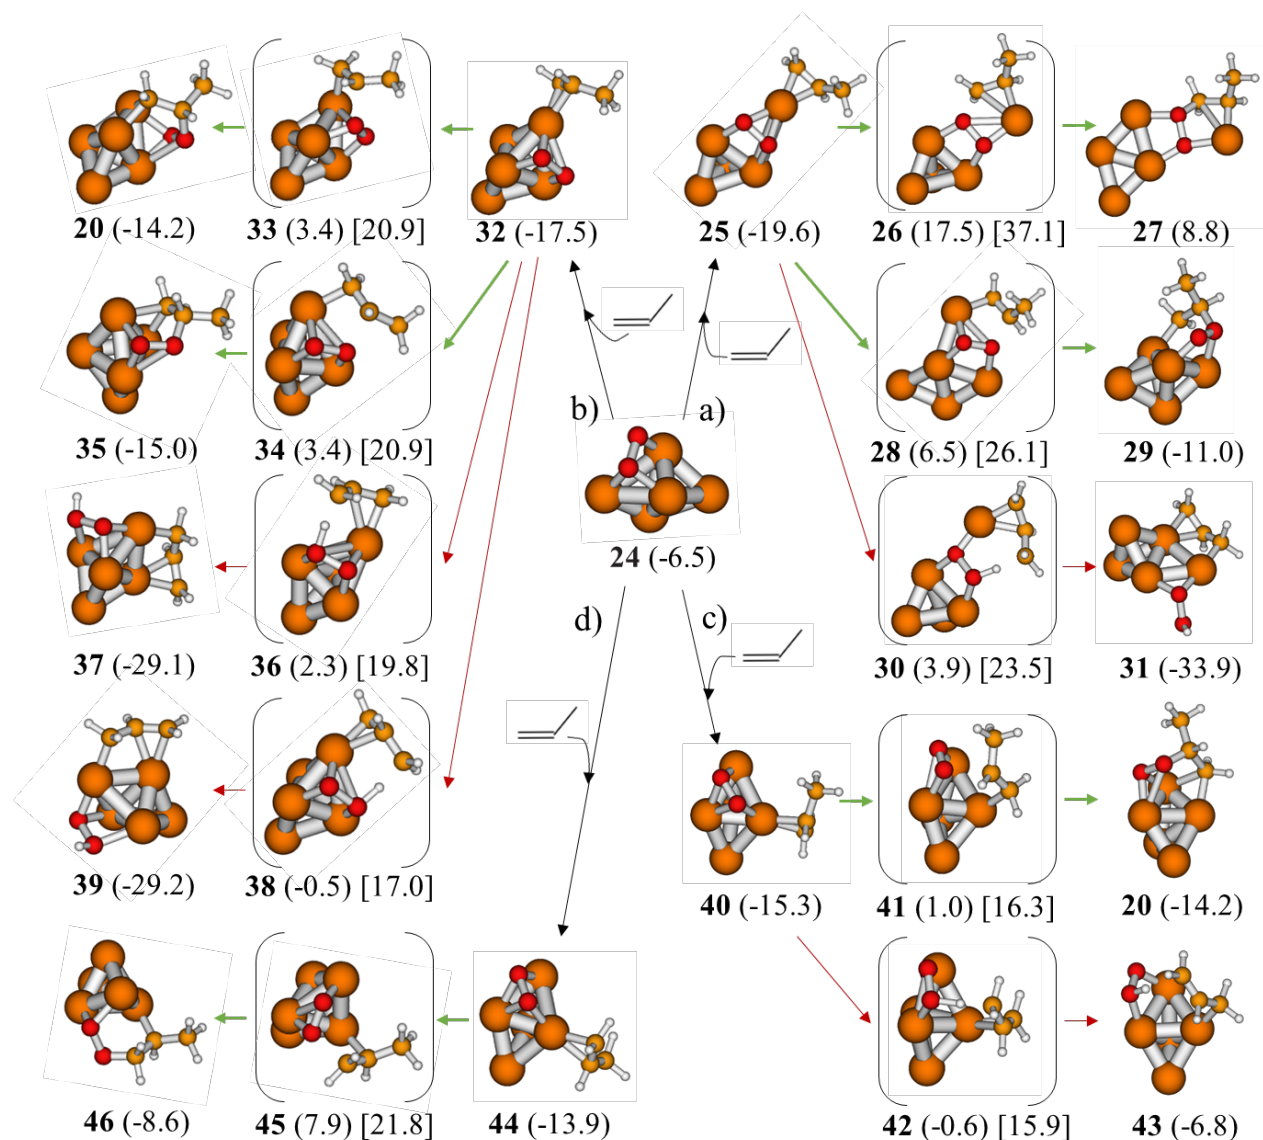 20 (-14.2)
33 (3.4) [20.9]
32 (-17.5)
25 (-19.6)
26 (17.5) [37.1]
27 (8.8)
35 (-15.0)
34 (3.4) [20.9]
b)
a)
28 (6.5) [26.1]
29 (-11.0)
24 (-6.5)
37 (-29.1)
36 (2.3) [19.8]
d)
c)
30 (3.9) [23.5]
31 (-33.9)
39 (-29.2)
38 (-0.5) [17.0]
40 (-15.3)
41 (1.0) [16.3]
20 (-14.2)
46 (-8.6)
45 (7.9) [21.8]
44 (-13.9)
42 (-0.6) [15.9]
43 (-6.8)